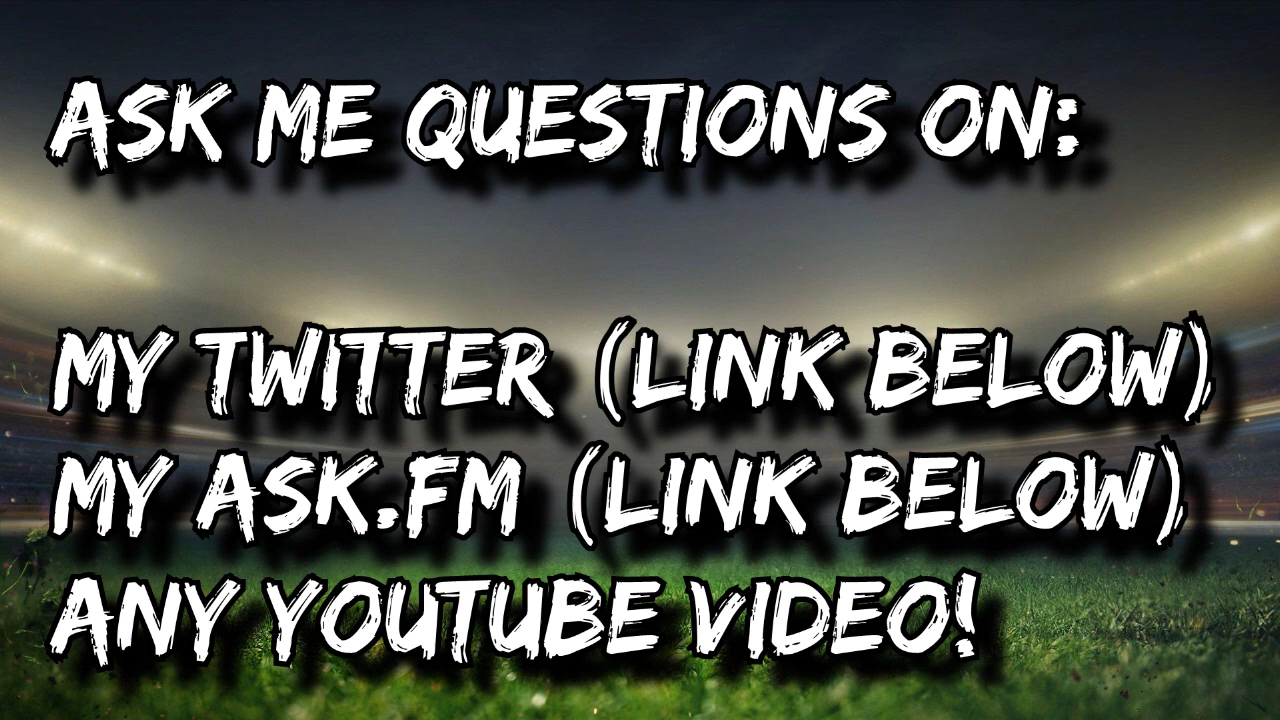 ASK ME QUESTIONS ON:
MY TWITTER (LINK BELOW)
MY ASK.FM (LINK BELOW)
ANY YOUTUBE VIDEO!